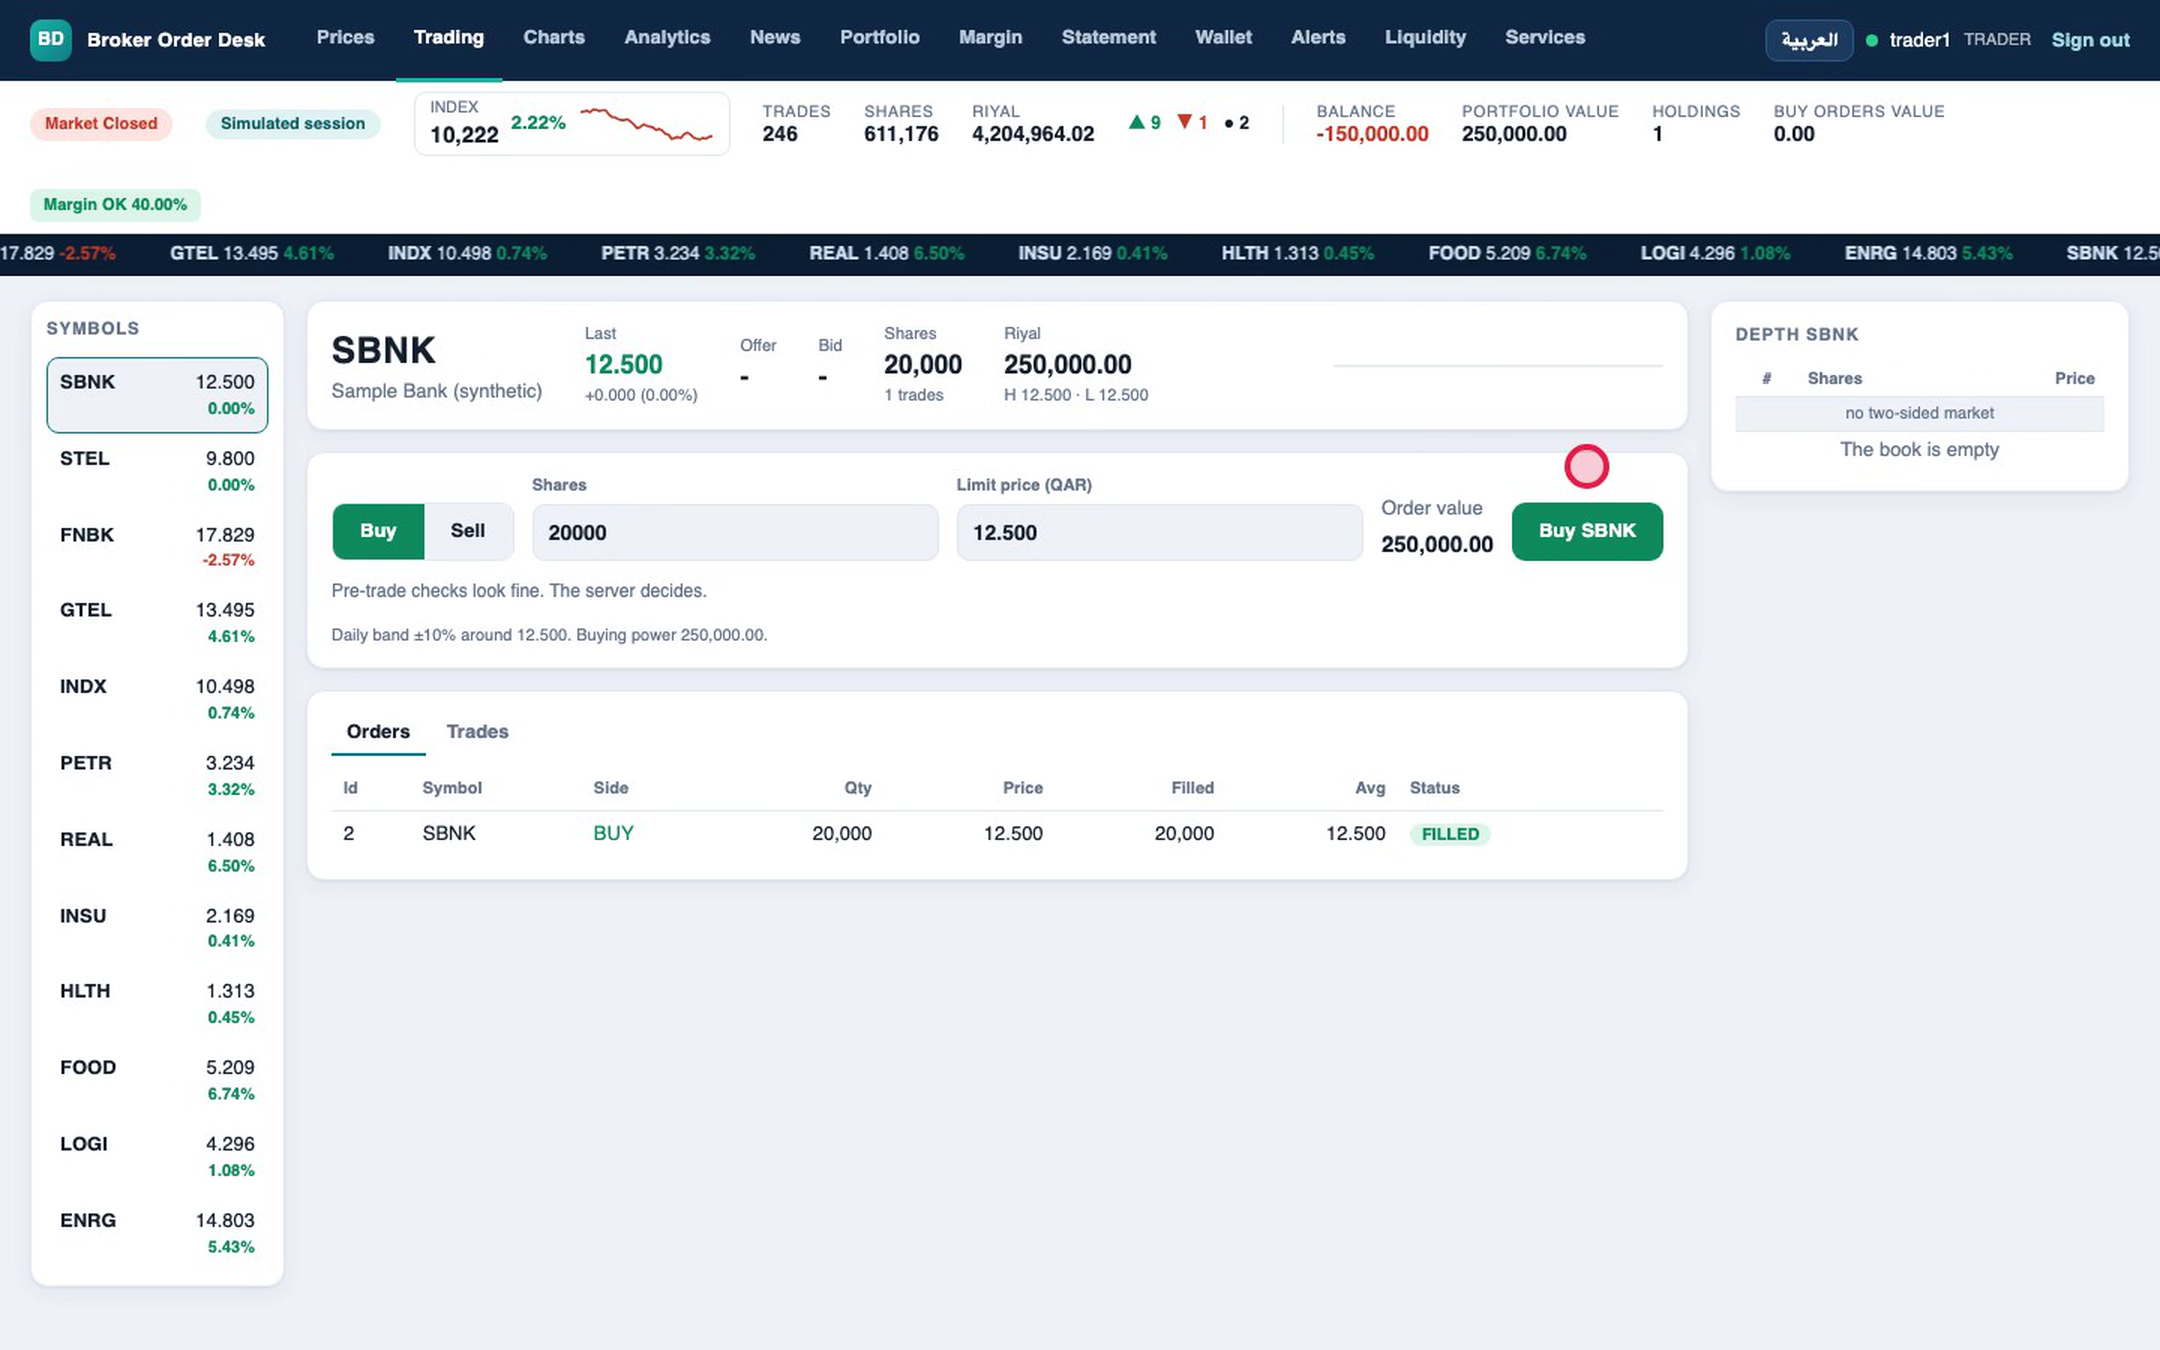 BD Broker Order Desk Prices Trading Charts Analytics News Portfolio Margin Statement Wallet Alerts Liquidity Services العربية trader1 TRADER Sign out
Market Closed Simulated session
INDEX
10,222 2.22%
TRADES
246
SHARES
611,176
RIYAL
4,204,964.02
▲ 9 ▼ 1 ● 2
BALANCE
-150,000.00
PORTFOLIO VALUE
250,000.00
HOLDINGS
1
BUY ORDERS VALUE
0.00
Margin OK 40.00%
17.829 -2.57% GTEL 13.495 4.61% INDX 10.498 0.74% PETR 3.234 3.32% REAL 1.408 6.50% INSU 2.169 0.41% HLTH 1.313 0.45% FOOD 5.209 6.74% LOGI 4.296 1.08% ENRG 14.803 5.43% SBNK 12.5
SYMBOLS
SBNK 12.500
0.00%
STEL 9.800
0.00%
FNBK 17.829
-2.57%
GTEL 13.495
4.61%
INDX 10.498
0.74%
PETR 3.234
3.32%
REAL 1.408
6.50%
INSU 2.169
0.41%
HLTH 1.313
0.45%
FOOD 5.209
6.74%
LOGI 4.296
1.08%
ENRG 14.803
5.43%
SBNK
Sample Bank (synthetic)
Last
12.500
+0.000 (0.00%)
Offer
-
Bid
-
Shares
20,000
1 trades
Riyal
250,000.00
H 12.500 · L 12.500
Buy Sell
Shares
20000
Limit price (QAR)
12.500
Order value
250,000.00
Buy SBNK
Pre-trade checks look fine. The server decides.
Daily band ±10% around 12.500. Buying power 250,000.00.
Orders Trades
Id Symbol Side Qty Price Filled Avg Status
2 SBNK BUY 20,000 12.500 20,000 12.500 FILLED
DEPTH SBNK
# Shares Price
no two-sided market
The book is empty